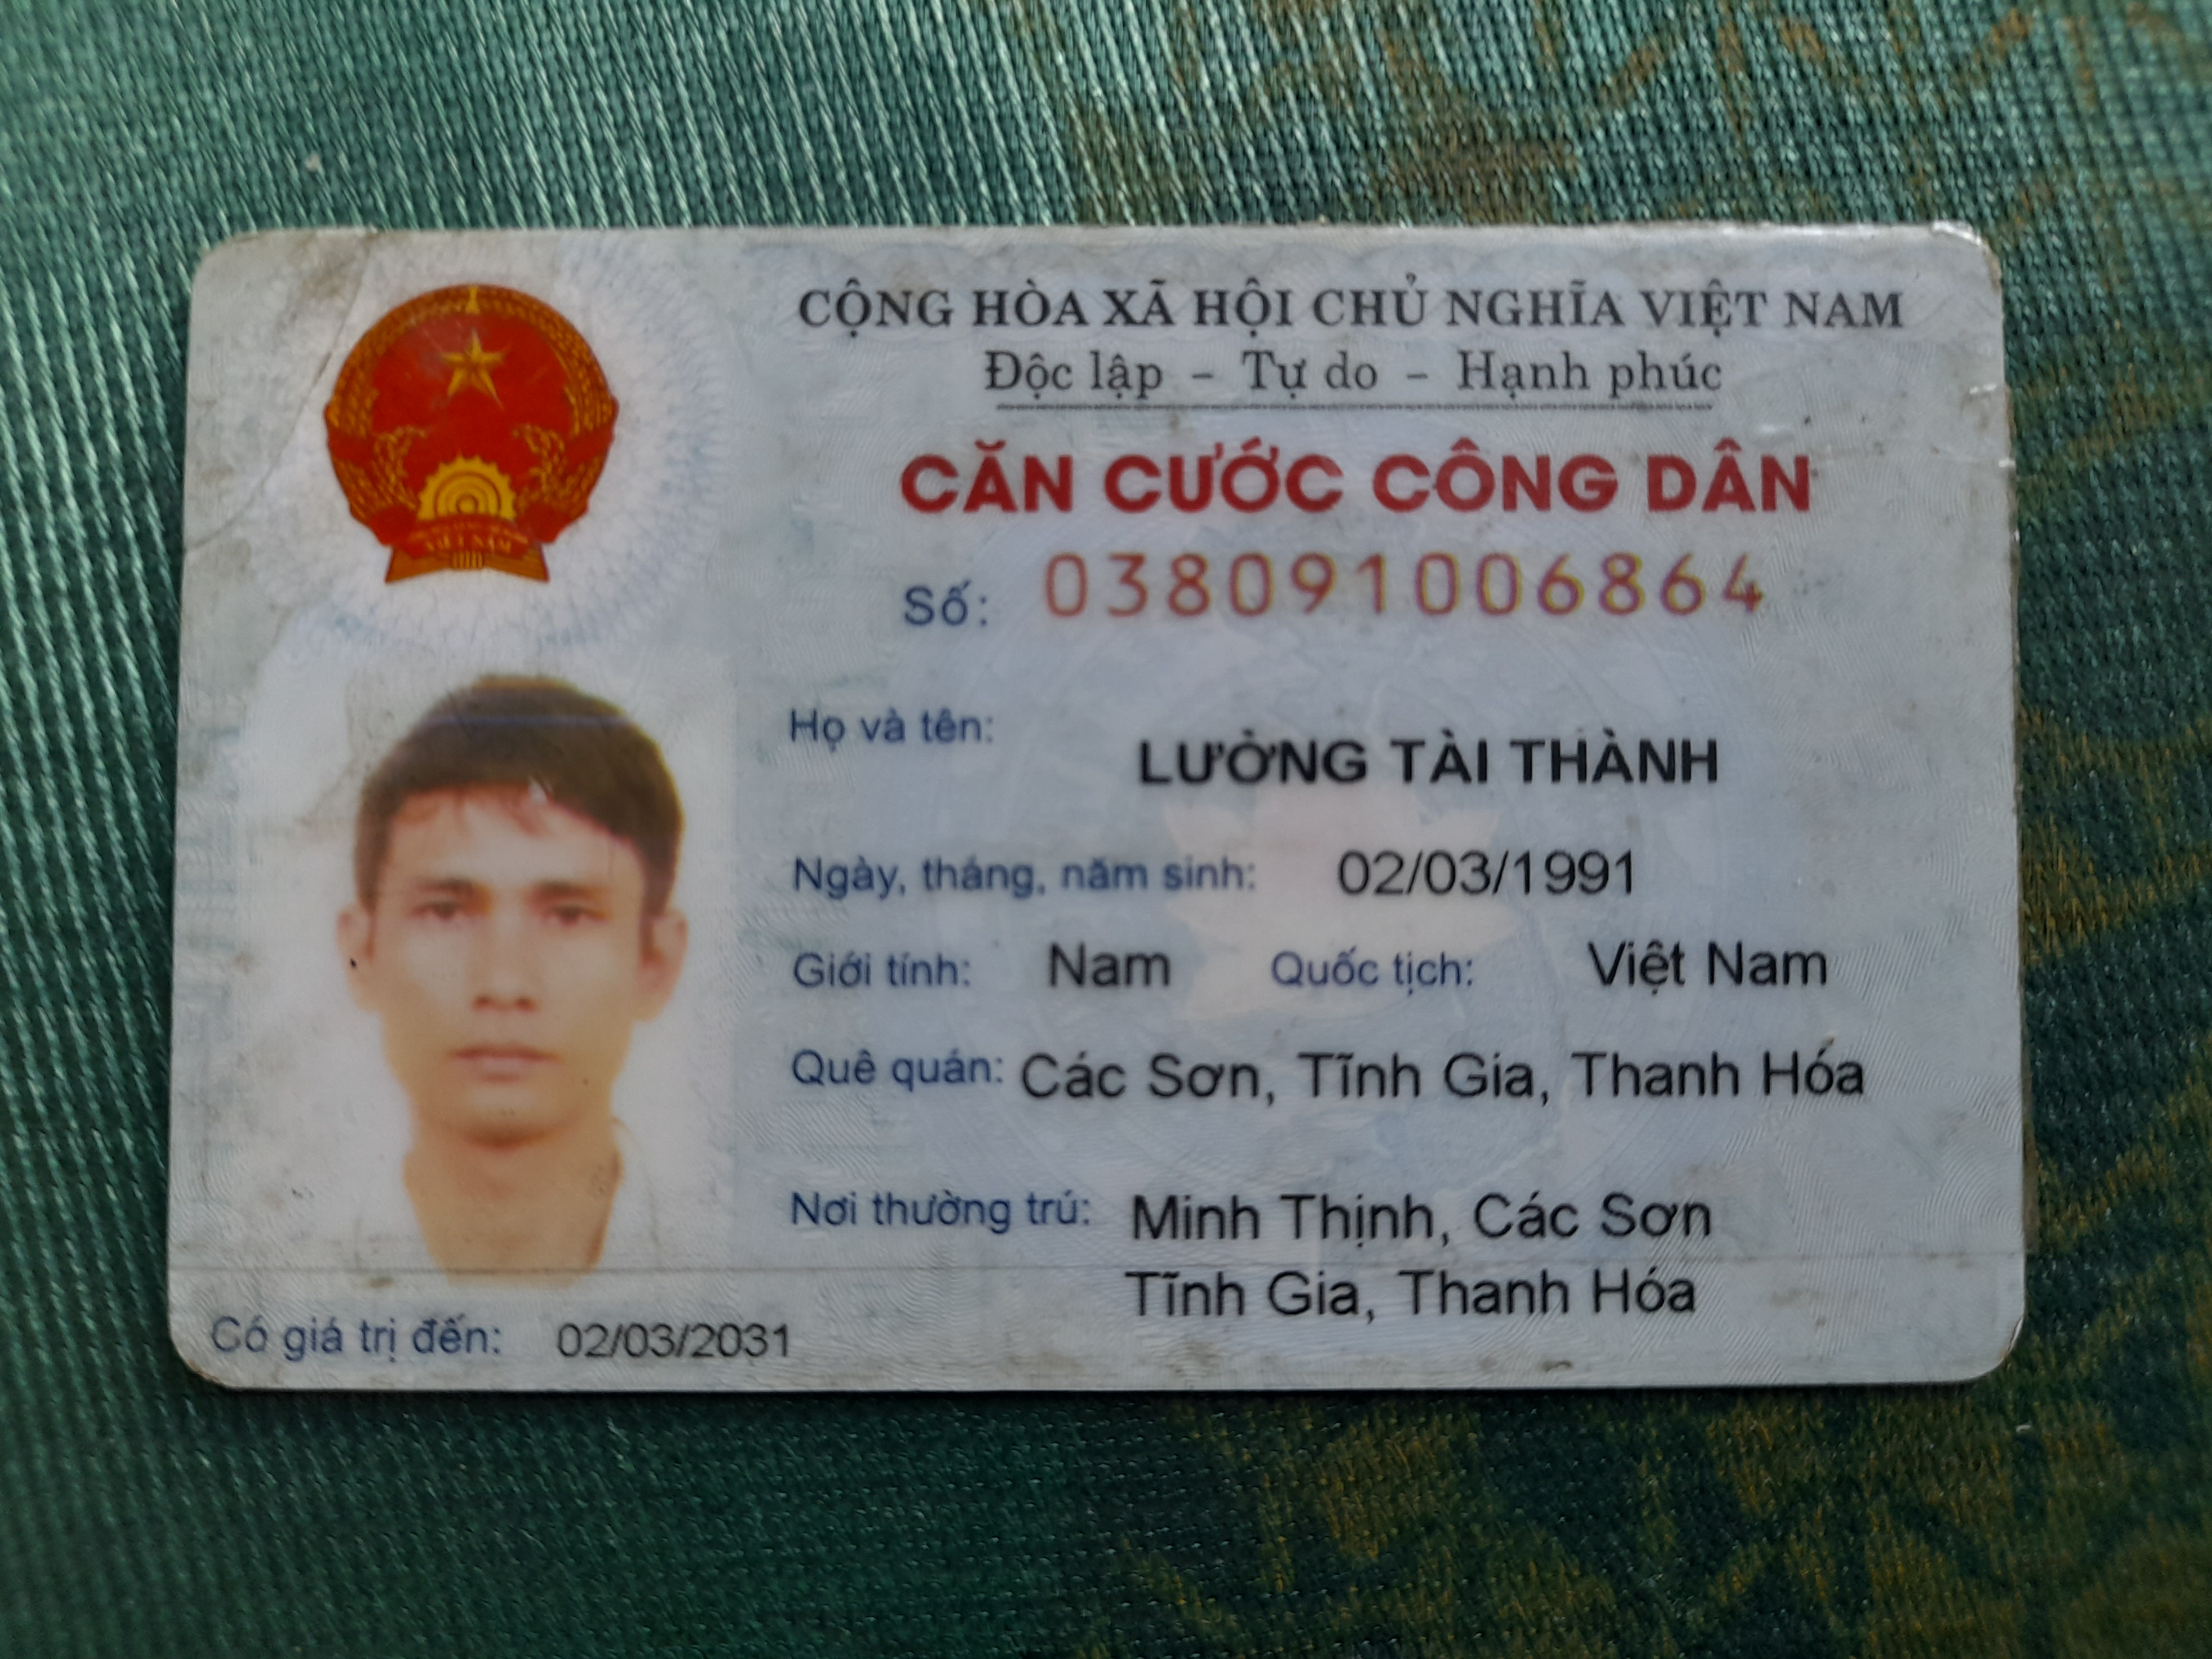 CỘNG HÒA XÃ HỘI CHỦ NGHĨA VIỆT NAM
Độc lập - Tự do - Hạnh phúc
CĂN CƯỚC CÔNG DÂN
Số: 038091006864
Họ và tên: LƯỜNG TÀI THÀNH
Ngày, tháng, năm sinh: 02/03/1991
Giới tính: Nam Quốc tịch: Việt Nam
Quê quán: Các Sơn, Tĩnh Gia, Thanh Hóa
Nơi thường trú: Minh Thịnh, Các Sơn
Tĩnh Gia, Thanh Hóa
Có giá trị đến: 02/03/2031
VIỆT NAM